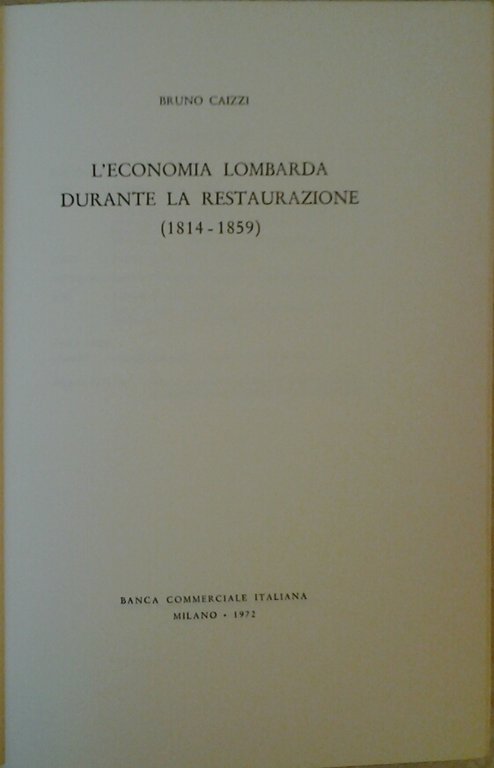 BRUNO CAIZZI
L'ECONOMIA LOMBARDA
DURANTE LA RESTAURAZIONE
(1814-1859)
BANCA COMMERCIALE ITALIANA
MILANO • 1972